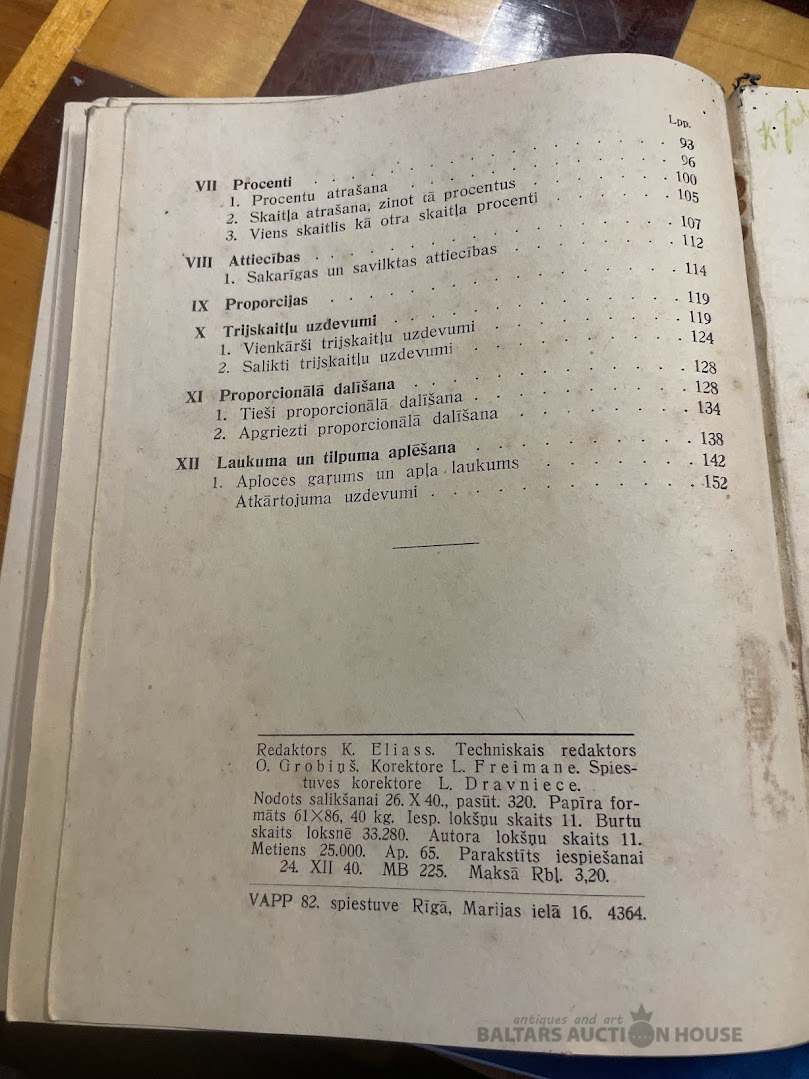 Lpp.
VII Procenti . . . . . . . . . . . . 93
1. Procentu atrašana . . . . . . . . . 96
2. Skaitļa atrašana, zinot tā procentus . . . . . 100
3. Viens skaitlis kā otra skaitļa procenti . . . . . 105
VIII Attiecības . . . . . . . . . . . . 107
1. Sakarīgas un savilktas attiecības . . . . . . 112
IX Proporcijas . . . . . . . . . . . . 114
X Trijskaitļu uzdevumi . . . . . . . . . . 119
1. Vienkārši trijskaitļu uzdevumi . . . . . . . 119
2. Salikti trijskaitļu uzdevumi . . . . . . . . 124
XI Proporcionālā dalīšana . . . . . . . . . 128
1. Tieši proporcionālā dalīšana . . . . . . . 128
2. Apgriezti proporcionālā dalīšana . . . . . . 134
XII Laukuma un tilpuma aplēšana . . . . . . . 138
1. Aploces garums un apļa laukums . . . . . . 142
Atkārtojuma uzdevumi . . . . . . . . . 152
Redaktors K. Eliass. Techniskais redaktors
O. Grobiņš. Korektore L. Freimane. Spies-
tuves korektore L. Dravniece.
Nodots salikšanai 26. X 40., pasūt. 320. Papīra for-
māts 61×86, 40 kg. Iesp. lokšņu skaits 11. Burtu
skaits loksnē 33.280. Autora lokšņu skaits 11.
Metiens 25.000. Ap. 65. Parakstīts iespiešanai
24. XII 40. MB 225. Maksā Rbļ. 3,20.
VAPP 82. spiestuve Rīgā, Marijas ielā 16. 4364.
antiques and art
BALTARS AUCTION HOUSE